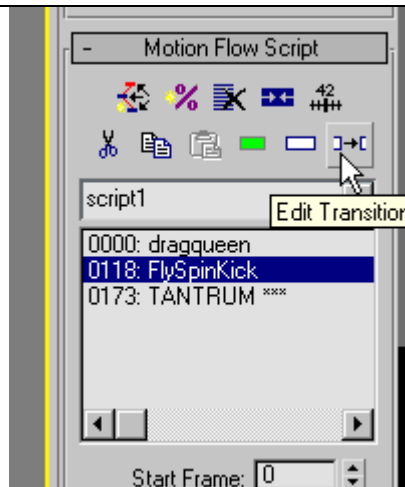 - Motion Flow Script
42
script1
Edit Transition
0000: dragqueen
0118: FlySpinKick
0173: TANTRUM ***
Start Frame: 0